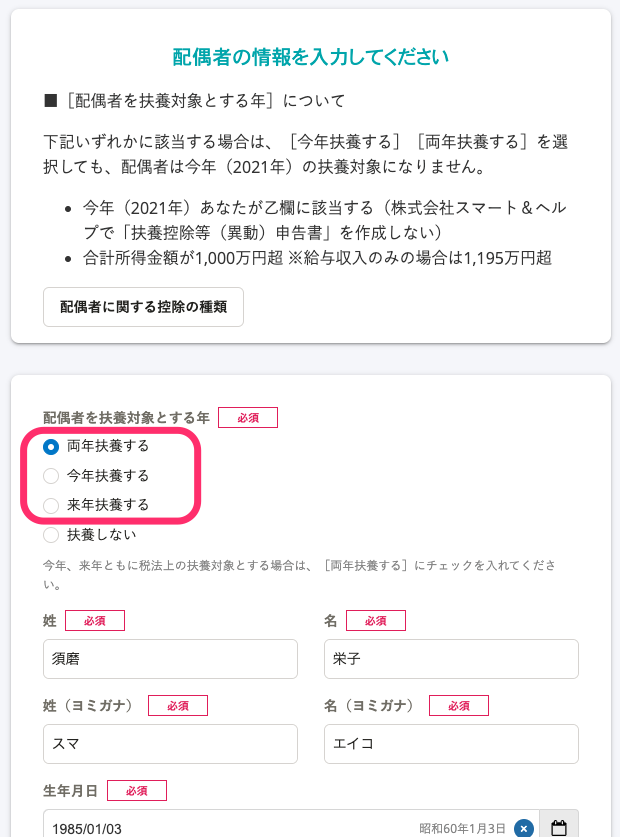 配偶者の情報を入力してください
■［配偶者を扶養対象とする年］について
下記いずれかに該当する場合は、［今年扶養する］［両年扶養する］を選
択しても、配偶者は今年（2021年）の扶養対象になりません。
• 今年（2021年）あなたが乙欄に該当する（株式会社スマート＆ヘル
プで「扶養控除等（異動）申告書」を作成しない）
• 合計所得金額が1,000万円超 ※給与収入のみの場合は1,195万円超
配偶者に関する控除の種類
配偶者を扶養対象とする年 必須
両年扶養する
今年扶養する
来年扶養する
扶養しない
今年、来年ともに税法上の扶養対象とする場合は、［両年扶養する］にチェックを入れてくださ
い。
姓 必須 名 必須
須磨 栄子
姓（ヨミガナ） 必須 名（ヨミガナ） 必須
スマ エイコ
生年月日 必須
1985/01/03 昭和60年1月3日